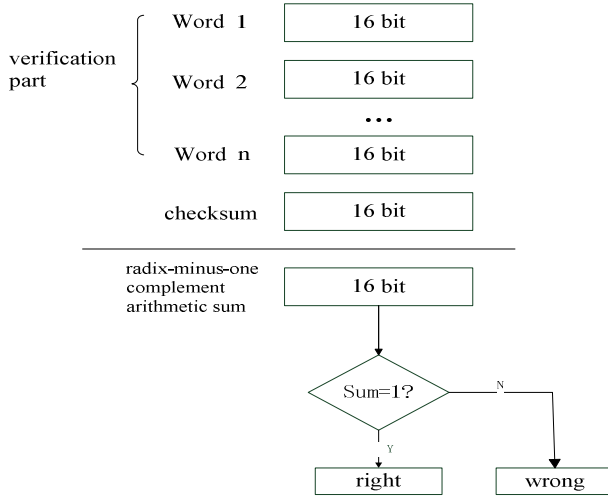 Word 1
16 bit
verification
part
Word 2
16 bit
...
Word n
16 bit
checksum
16 bit
radix-minus-one
complement
arithmetic sum
16 bit
Sum=1?
N
Y
right
wrong